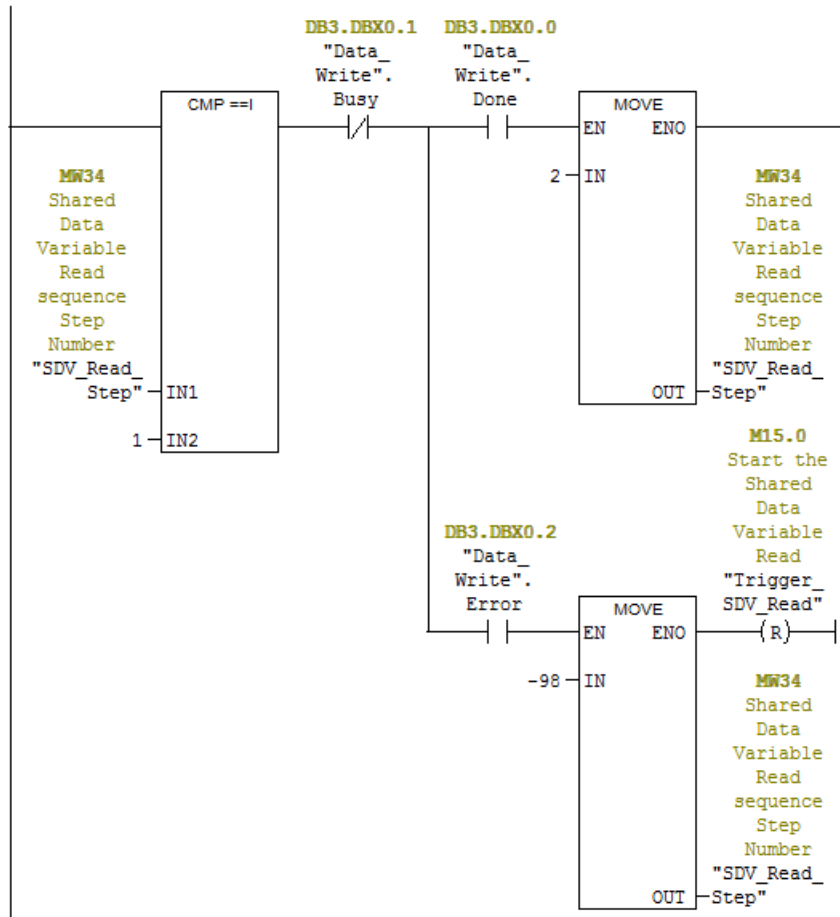 DB3.DBX0.1
"Data_
Write".
Busy
DB3.DBX0.0
"Data_
Write".
Done
CMP ==I
MOVE
EN ENO
MW34
Shared
Data
Variable
Read
sequence
Step
Number
"SDV_Read_
Step"
IN1
1
IN2
2
IN
MW34
Shared
Data
Variable
Read
sequence
Step
Number
"SDV_Read_
OUT
Step"
M15.0
Start the
Shared
Data
Variable
Read
"Trigger_
SDV_Read"
(R)
DB3.DBX0.2
"Data_
Write".
Error
MOVE
EN ENO
-98
IN
MW34
Shared
Data
Variable
Read
sequence
Step
Number
"SDV_Read_
OUT
Step"